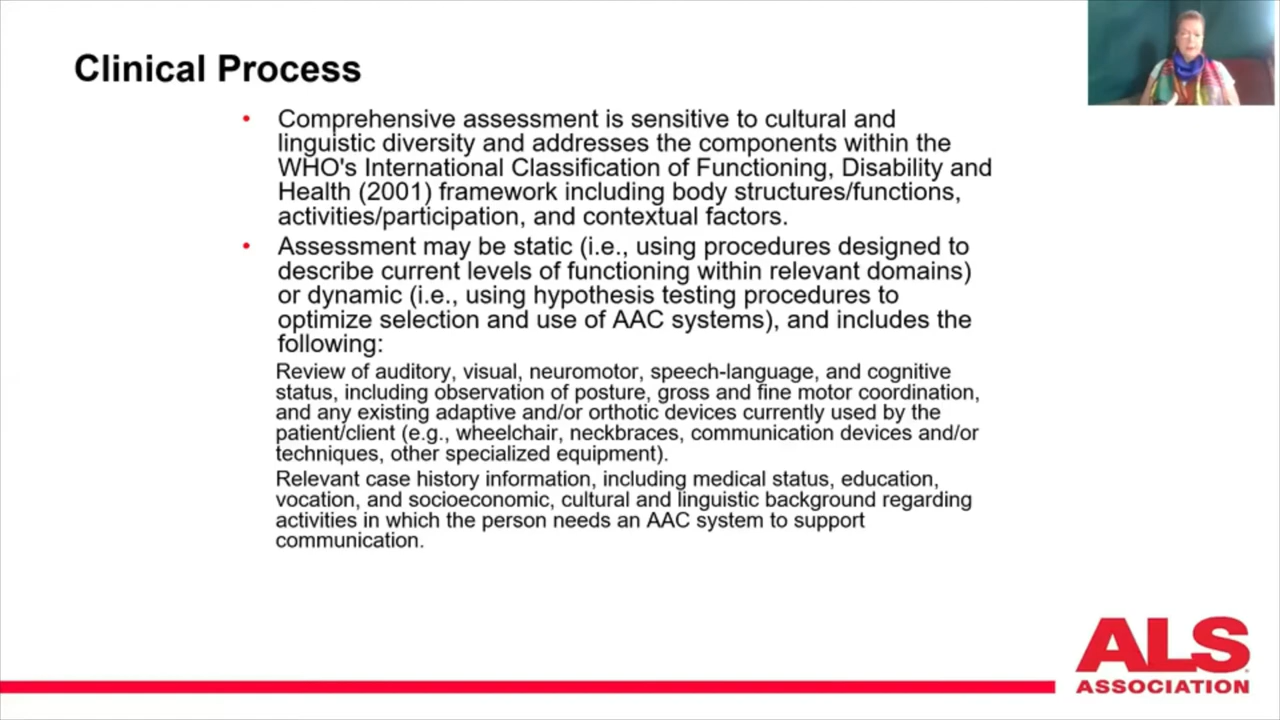 Clinical Process
• Comprehensive assessment is sensitive to cultural and
linguistic diversity and addresses the components within the
WHO's International Classification of Functioning, Disability and
Health (2001) framework including body structures/functions,
activities/participation, and contextual factors.
• Assessment may be static (i.e., using procedures designed to
describe current levels of functioning within relevant domains)
or dynamic (i.e., using hypothesis testing procedures to
optimize selection and use of AAC systems), and includes the
following:
Review of auditory, visual, neuromotor, speech-language, and cognitive
status, including observation of posture, gross and fine motor coordination,
and any existing adaptive and/or orthotic devices currently used by the
patient/client (e.g., wheelchair, neckbraces, communication devices and/or
techniques, other specialized equipment).
Relevant case history information, including medical status, education,
vocation, and socioeconomic, cultural and linguistic background regarding
activities in which the person needs an AAC system to support
communication.
ALS
ASSOCIATION